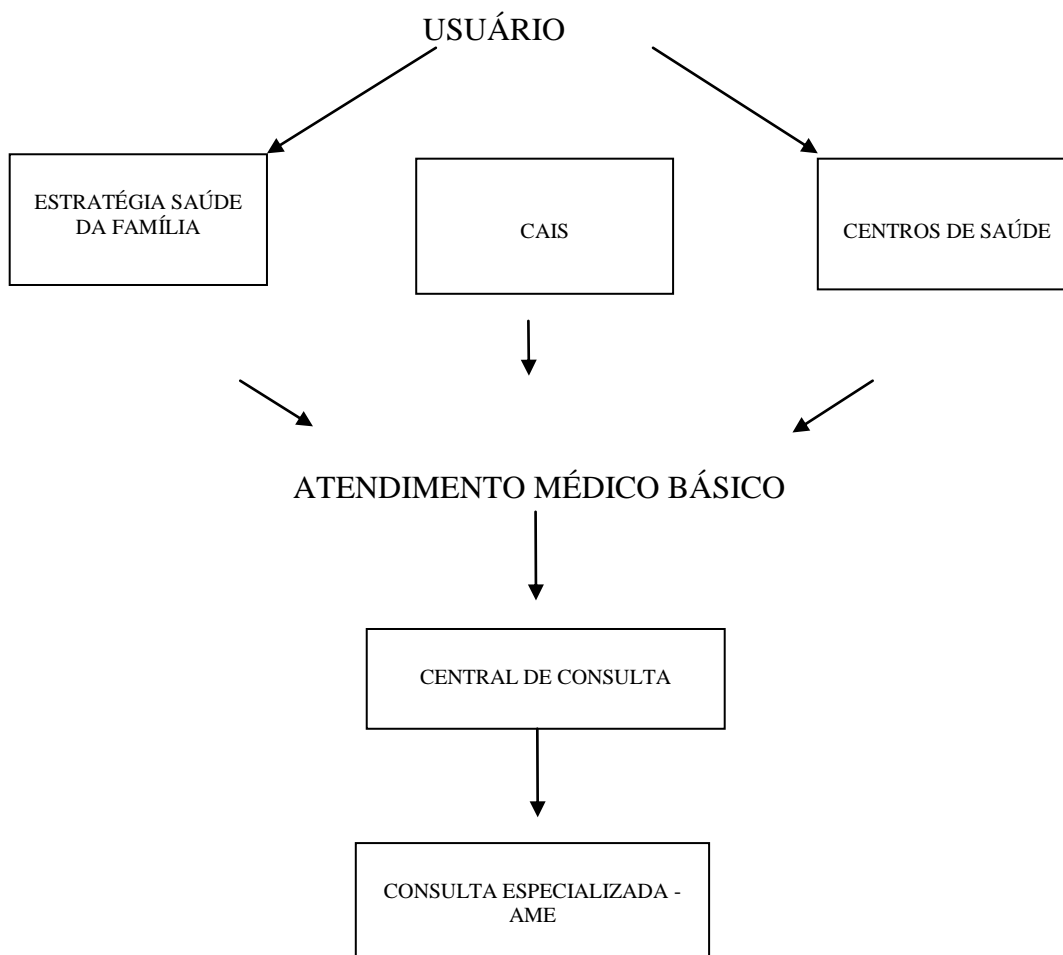 USUÁRIO
ESTRATÉGIA SAÚDE
DA FAMÍLIA
CAIS
CENTROS DE SAÚDE
ATENDIMENTO MÉDICO BÁSICO
CENTRAL DE CONSULTA
CONSULTA ESPECIALIZADA -
AME